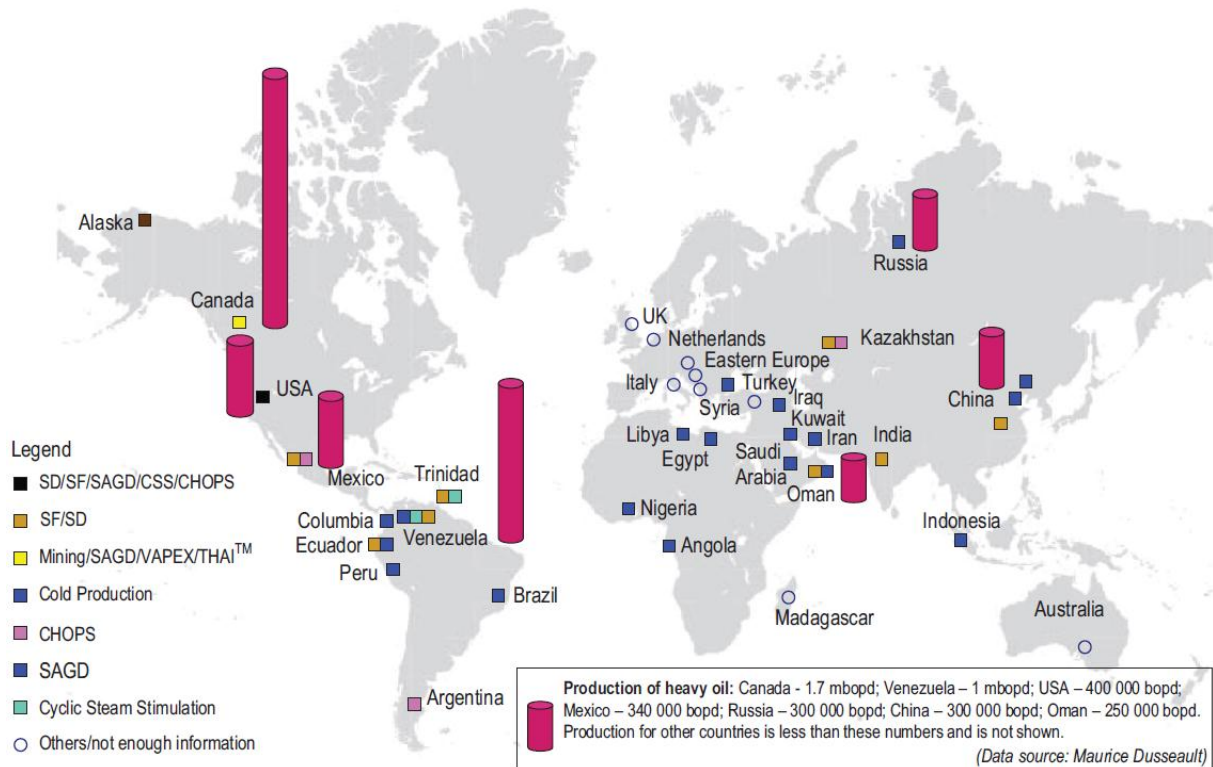 Alaska
Canada
USA
Mexico
Trinidad
Columbia
Venezuela
Ecuador
Peru
Brazil
Argentina
UK
Netherlands
Eastern Europe
Italy
Turkey
Syria
Iraq
Kuwait
Libya
Egypt
Iran
Saudi
Arabia
Oman
India
Nigeria
Angola
Madagascar
Russia
Kazakhstan
China
Indonesia
Australia
Legend
SD/SF/SAGD/CSS/CHOPS
SF/SD
Mining/SAGD/VAPEX/THAI™
Cold Production
CHOPS
SAGD
Cyclic Steam Stimulation
Others/not enough information
Production of heavy oil: Canada - 1.7 mbopd; Venezuela – 1 mbopd; USA – 400 000 bopd;
Mexico – 340 000 bopd; Russia – 300 000 bopd; China – 300 000 bopd; Oman – 250 000 bopd.
Production for other countries is less than these numbers and is not shown.
(Data source: Maurice Dusseault)